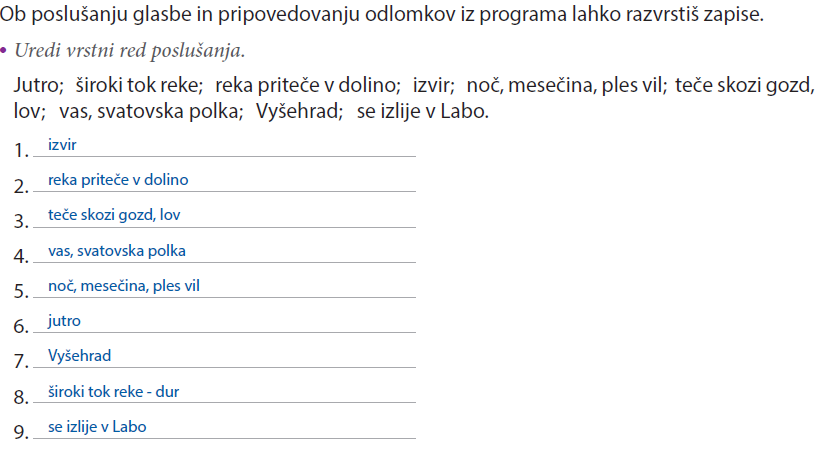 Ob poslušanju glasbe in pripovedovanju odlomkov iz programa lahko razvrstiš zapise.
• Uredi vrstni red poslušanja.
Jutro; široki tok reke; reka priteče v dolino; izvir; noč, mesečina, ples vil; teče skozi gozd,
lov; vas, svatovska polka; Vyšehrad; se izlije v Labo.
1. izvir
2. reka priteče v dolino
3. teče skozi gozd, lov
4. vas, svatovska polka
5. noč, mesečina, ples vil
6. jutro
7. Vyšehrad
8. široki tok reke - dur
9. se izlije v Labo